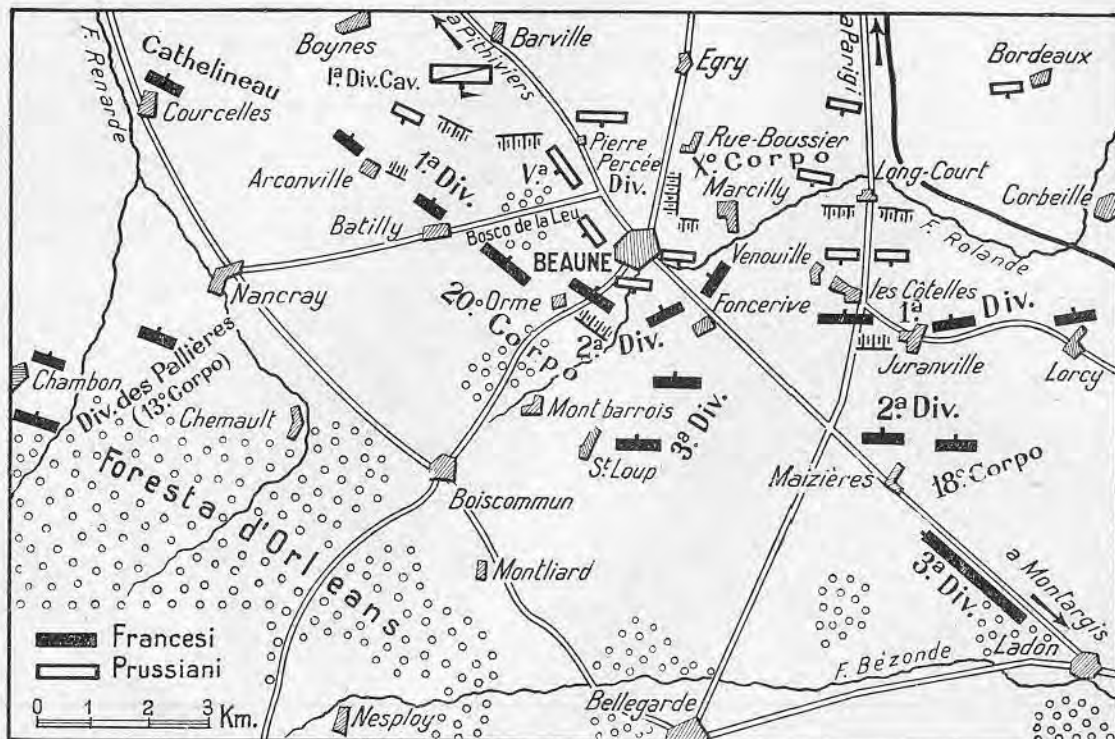 F. Renarde
Cathelineau
Courcelles
Boynes
a Pithiviers
Barville
1ª Div. Cav.
Egry
a Parigi
Bordeaux
Arconville
1ª Div.
Vª
Pierre
Percée
Div.
Rue-Boussier
Xº Corpo
Marcilly
Long-Court
Corbeille
Batilly
Bosco de la Leu
BEAUNE
Venouille
F. Rolande
Nancray
20º Corpo
Orme
2ª Div.
Foncerive
les Côtelles
1ª Div.
Juranville
Lorcy
Chambon
Div. des Pallières
(13º Corpo)
Chemault
Montbarrois
St. Loup
3ª Div.
2ª Div.
Maizières
18º Corpo
Foresta d'Orleans
Boiscommun
Montliard
3ª Div.
a Montargis
Ladon
Francesi
Prussiani
0 1 2 3 Km.
Nesploy
Bellegarde
F. Bézonde